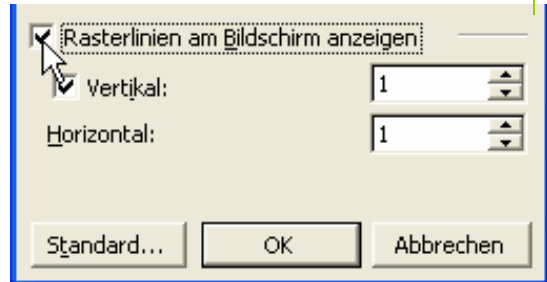 Rasterlinien am Bildschirm anzeigen
Vertikal: 1
Horizontal: 1
Standard... OK Abbrechen